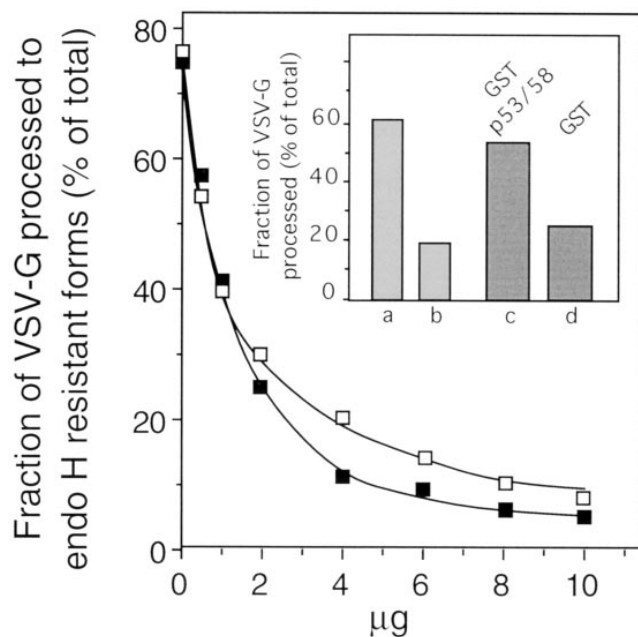 Fraction of VSV-G processed to
endo H resistant forms (% of total)
80
60
40
20
0
0
2
4
6
8
10
μg
Fraction of VSV-G
processed (% of total)
60
40
20
0
GST
p53/58
GST
a
b
c
d